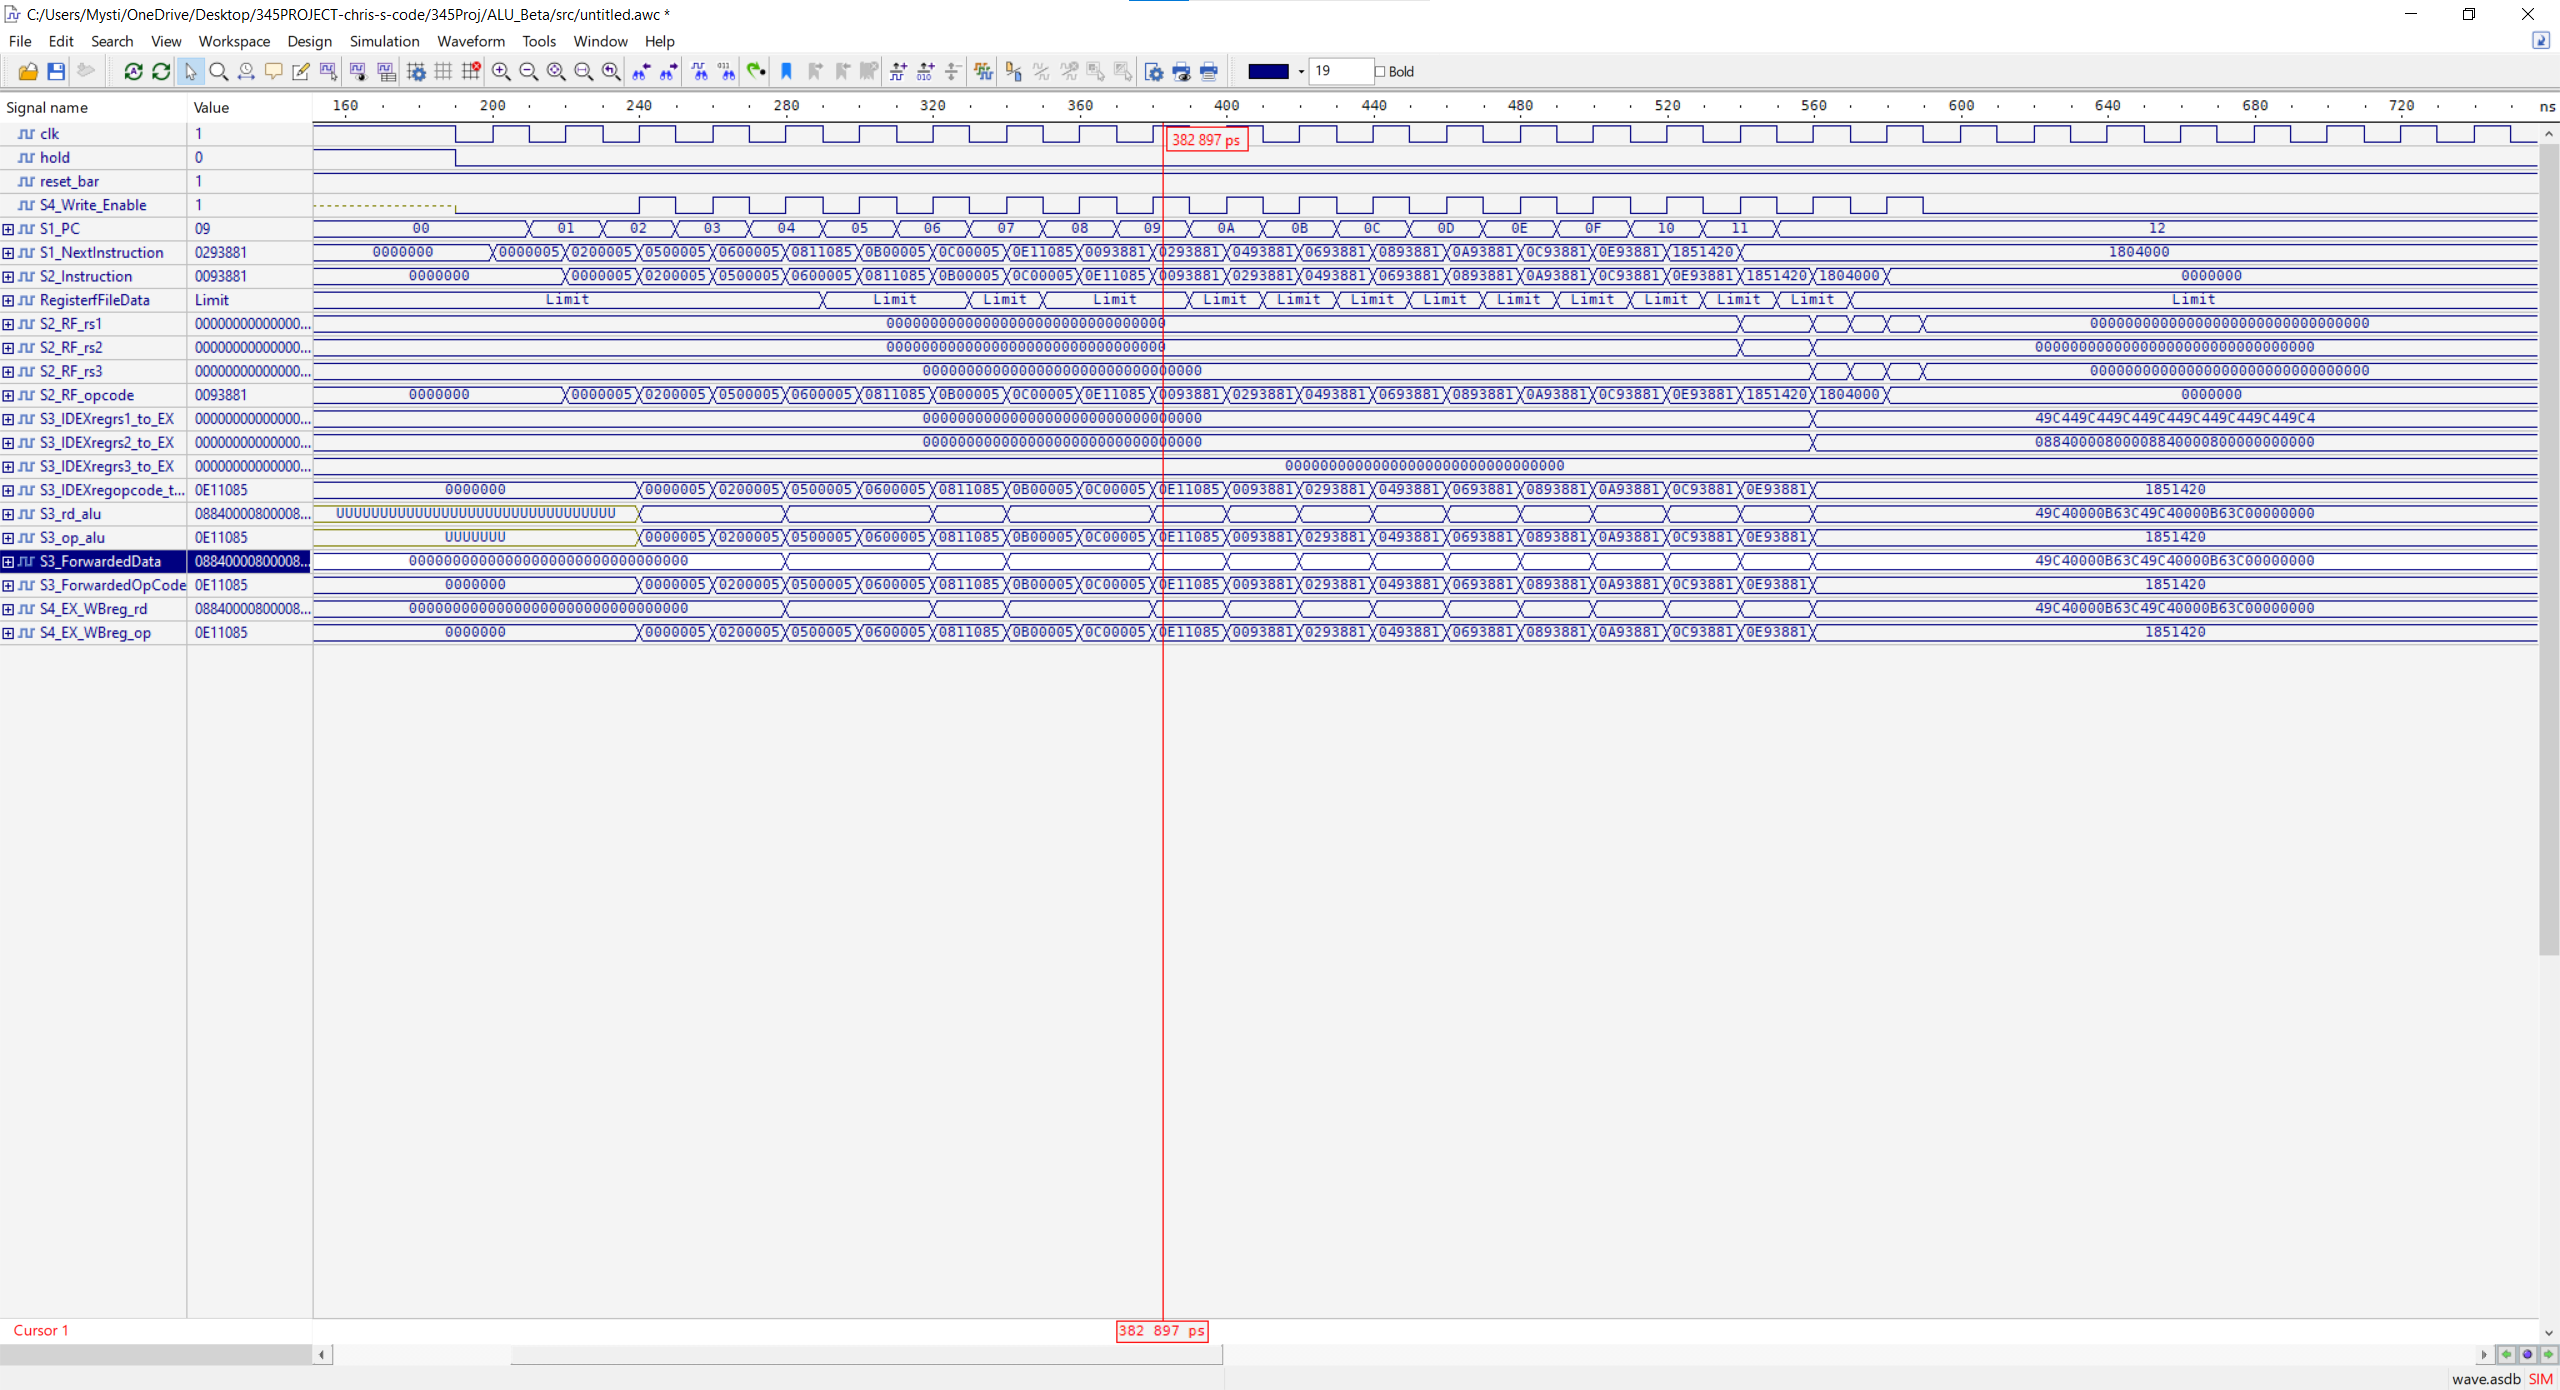 C:/Users/Mysti/OneDrive/Desktop/345PROJECT-chris-s-code/345Proj/ALU_Beta/src/untitled.awc *
File Edit Search View Workspace Design Simulation Waveform Tools Window Help
19 Bold
Signal name Value 160 200 240 280 320 360 400 440 480 520 560 600 640 680 720 ns
clk 1
382 897 ps
hold 0
reset_bar 1
S4_Write_Enable 1
S1_PC 09 00 01 02 03 04 05 06 07 08 09 0A 0B 0C 0D 0E 0F 10 11 12
S1_NextInstruction 0293881 0000000 0000005 0200005 0500005 0600005 0811085 0B00005 0C00005 0E11085 0093881 0293881 0493881 0693881 0893881 0A93881 0C93881 0E93881 1851420 1804000
S2_Instruction 0093881 0000000 0000005 0200005 0500005 0600005 0811085 0B00005 0C00005 0E11085 0093881 0293881 0493881 0693881 0893881 0A93881 0C93881 0E93881 1851420 1804000 0000000
RegisterfFileData Limit Limit Limit Limit Limit Limit Limit Limit Limit Limit Limit Limit Limit Limit Limit
S2_RF_rs1 00000000000000... 00000000000000000000000000000000 00000000000000000000000000000000
S2_RF_rs2 00000000000000... 00000000000000000000000000000000 00000000000000000000000000000000
S2_RF_rs3 00000000000000... 00000000000000000000000000000000 00000000000000000000000000000000
S2_RF_opcode 0093881 0000000 0000005 0200005 0500005 0600005 0811085 0B00005 0C00005 0E11085 0093881 0293881 0493881 0693881 0893881 0A93881 0C93881 0E93881 1851420 1804000 0000000
S3_IDEXregrs1_to_EX 00000000000000... 00000000000000000000000000000000 49C449C449C449C449C449C449C449C4
S3_IDEXregrs2_to_EX 00000000000000... 00000000000000000000000000000000 08840000800008840000800000000000
S3_IDEXregrs3_to_EX 00000000000000... 00000000000000000000000000000000
S3_IDEXregopcode_t... 0E11085 0000000 0000005 0200005 0500005 0600005 0811085 0B00005 0C00005 0E11085 0093881 0293881 0493881 0693881 0893881 0A93881 0C93881 0E93881 1851420
S3_rd_alu 08840000800008... UUUUUUUUUUUUUUUUUUUUUUUUUUUUUUUU 49C40000B63C49C40000B63C00000000
S3_op_alu 0E11085 UUUUUUU 0000005 0200005 0500005 0600005 0811085 0B00005 0C00005 0E11085 0093881 0293881 0493881 0693881 0893881 0A93881 0C93881 0E93881 1851420
S3_ForwardedData 08840000800008... 00000000000000000000000000000000 49C40000B63C49C40000B63C00000000
S3_ForwardedOpCode 0E11085 0000000 0000005 0200005 0500005 0600005 0811085 0B00005 0C00005 0E11085 0093881 0293881 0493881 0693881 0893881 0A93881 0C93881 0E93881 1851420
S4_EX_WBreg_rd 08840000800008... 00000000000000000000000000000000 49C40000B63C49C40000B63C00000000
S4_EX_WBreg_op 0E11085 0000000 0000005 0200005 0500005 0600005 0811085 0B00005 0C00005 0E11085 0093881 0293881 0493881 0693881 0893881 0A93881 0C93881 0E93881 1851420
Cursor 1 382 897 ps
wave.asdb SIM